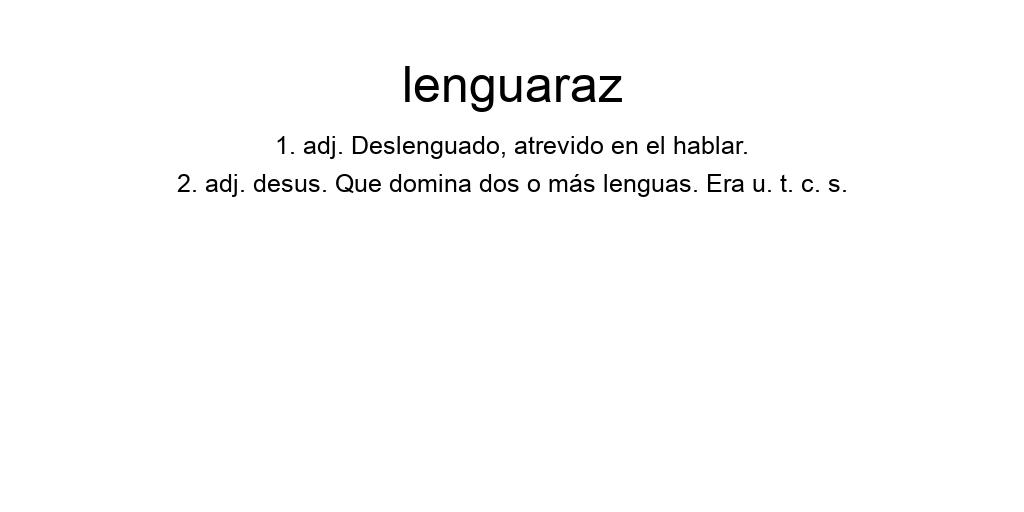 lenguaraz
1. adj. Deslenguado, atrevido en el hablar.
2. adj. desus. Que domina dos o más lenguas. Era u. t. c. s.